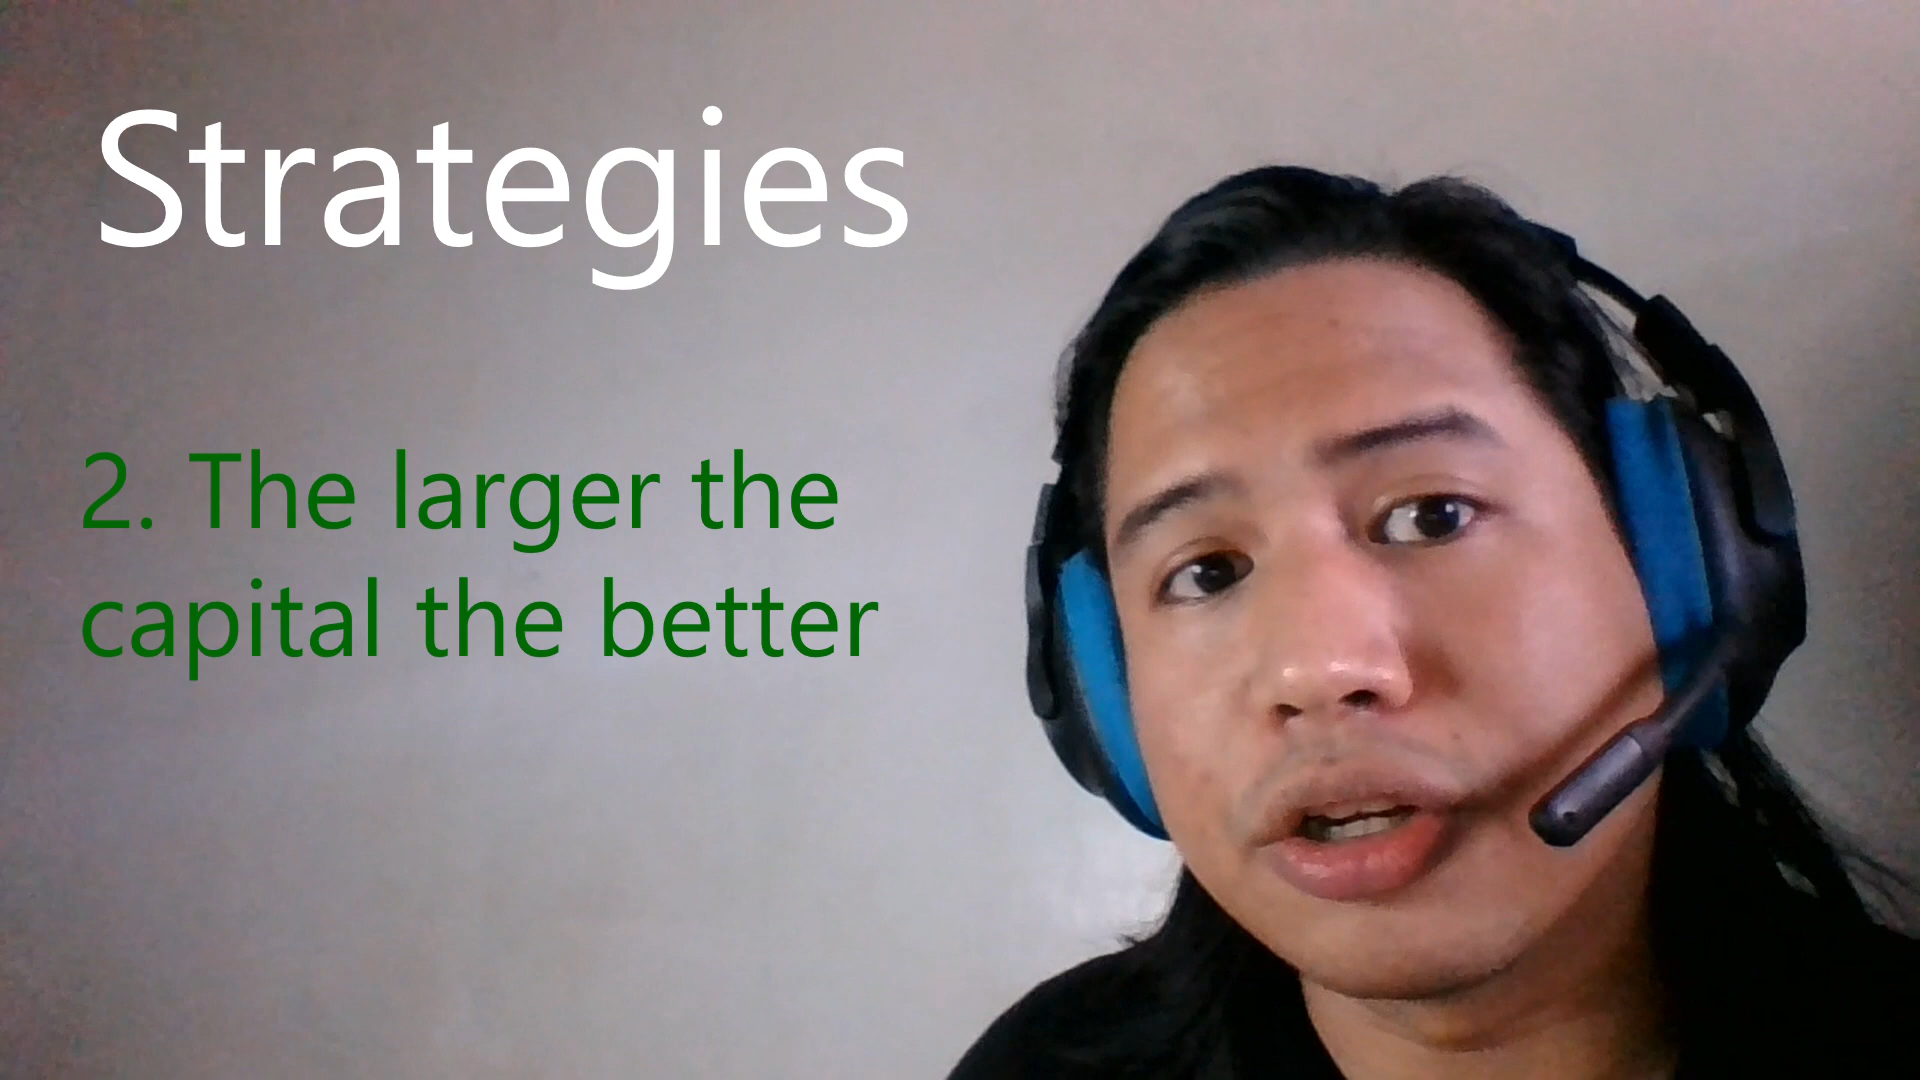 Strategies
2. The larger the
capital the better